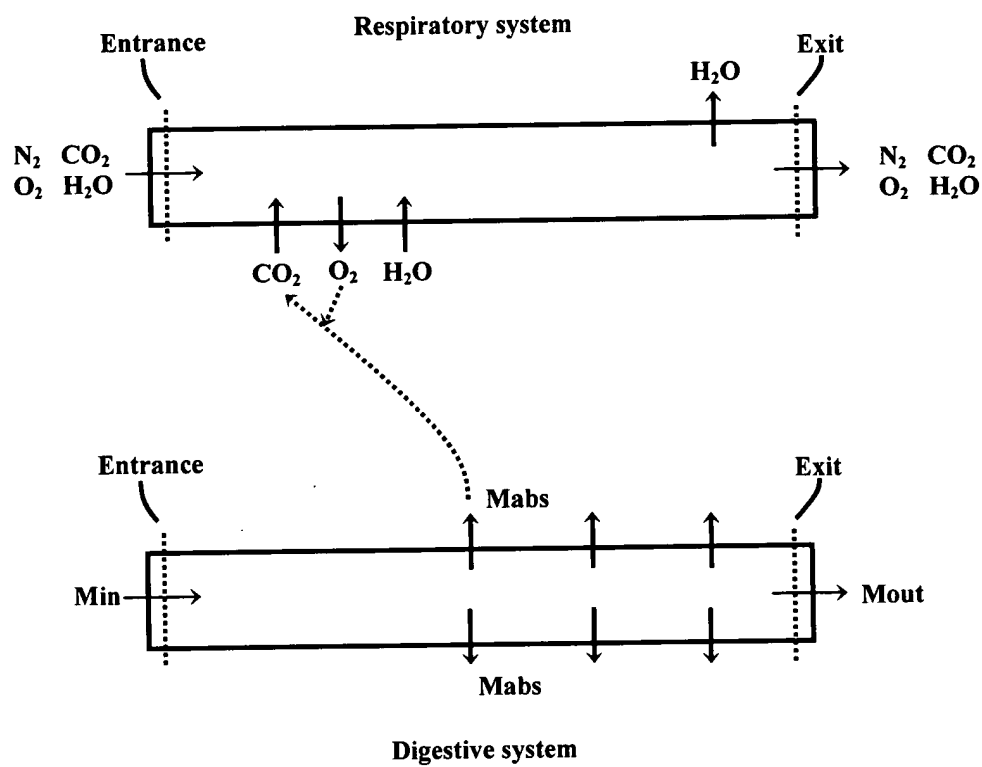 Respiratory system
Entrance
Exit
H₂O
N₂ CO₂
O₂ H₂O
N₂ CO₂
O₂ H₂O
CO₂ O₂ H₂O
Entrance
Exit
Mabs
Min
Mout
Mabs
Digestive system